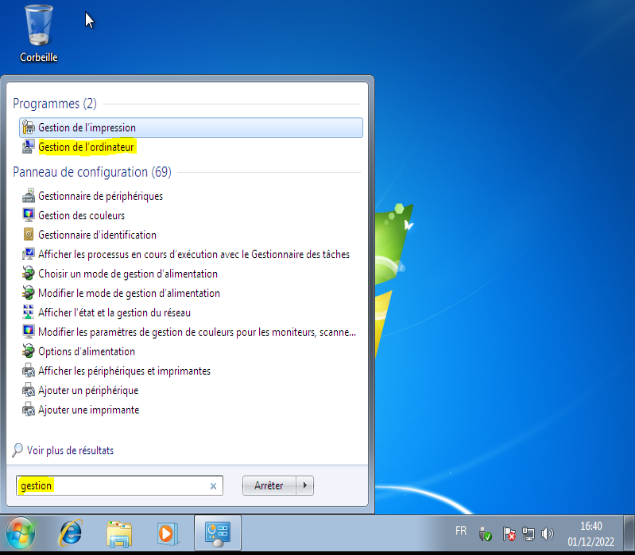 Corbeille
Programmes (2)
Gestion de l'impression
Gestion de l'ordinateur
Panneau de configuration (69)
Gestionnaire de périphériques
Gestion des couleurs
Gestionnaire d'identification
Afficher les processus en cours d'exécution avec le Gestionnaire des tâches
Choisir un mode de gestion d'alimentation
Modifier le mode de gestion d'alimentation
Afficher l'état et la gestion du réseau
Modifier les paramètres de gestion de couleurs pour les moniteurs, scanne...
Options d'alimentation
Afficher les périphériques et imprimantes
Ajouter un périphérique
Ajouter une imprimante
Voir plus de résultats
gestion
Arrêter
FR
16:40
01/12/2022